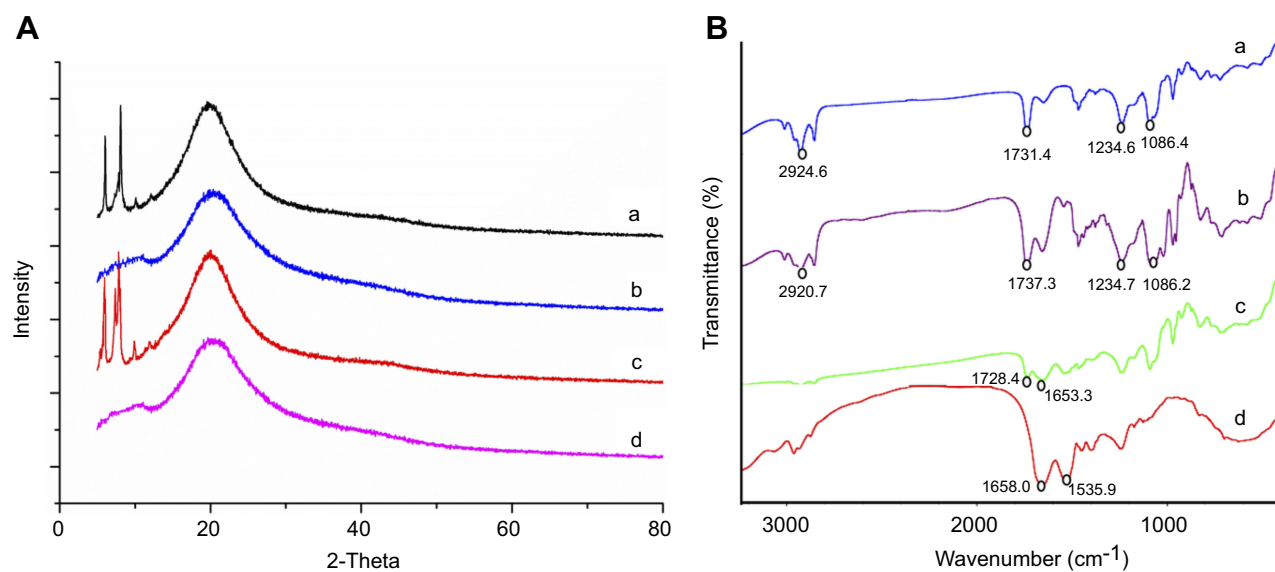 A
Intensity
a
b
c
d
0
20
40
60
80
2-Theta
B
Transmittance (%)
a
2924.6
1731.4
1234.6
1086.4
b
2920.7
1737.3
1234.7
1086.2
c
1728.4
1653.3
d
1658.0
1535.9
3000
2000
1000
Wavenumber (cm-1)